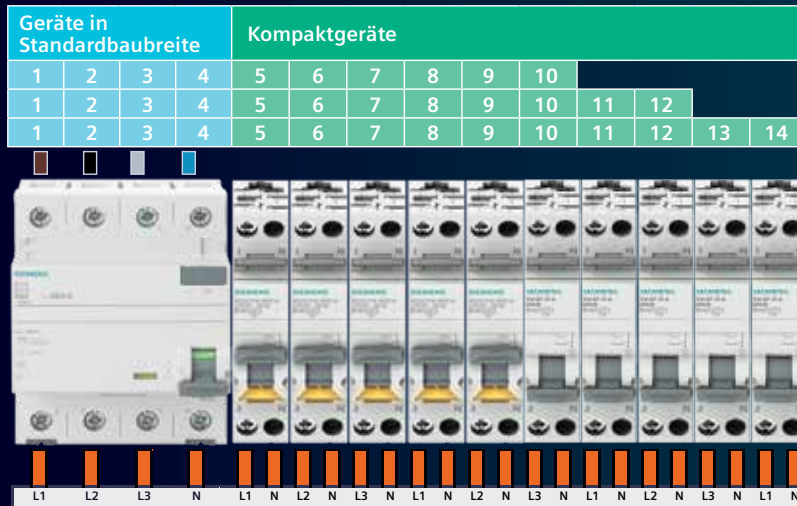 Geräte in
Standardbaubreite
Kompaktgeräte
1 2 3 4 5 6 7 8 9 10
1 2 3 4 5 6 7 8 9 10 11 12
1 2 3 4 5 6 7 8 9 10 11 12 13 14
SIEMENS
L1 L2 L3 N L1 N L2 N L3 N L1 N L2 N L3 N L1 N L2 N L3 N L1 N